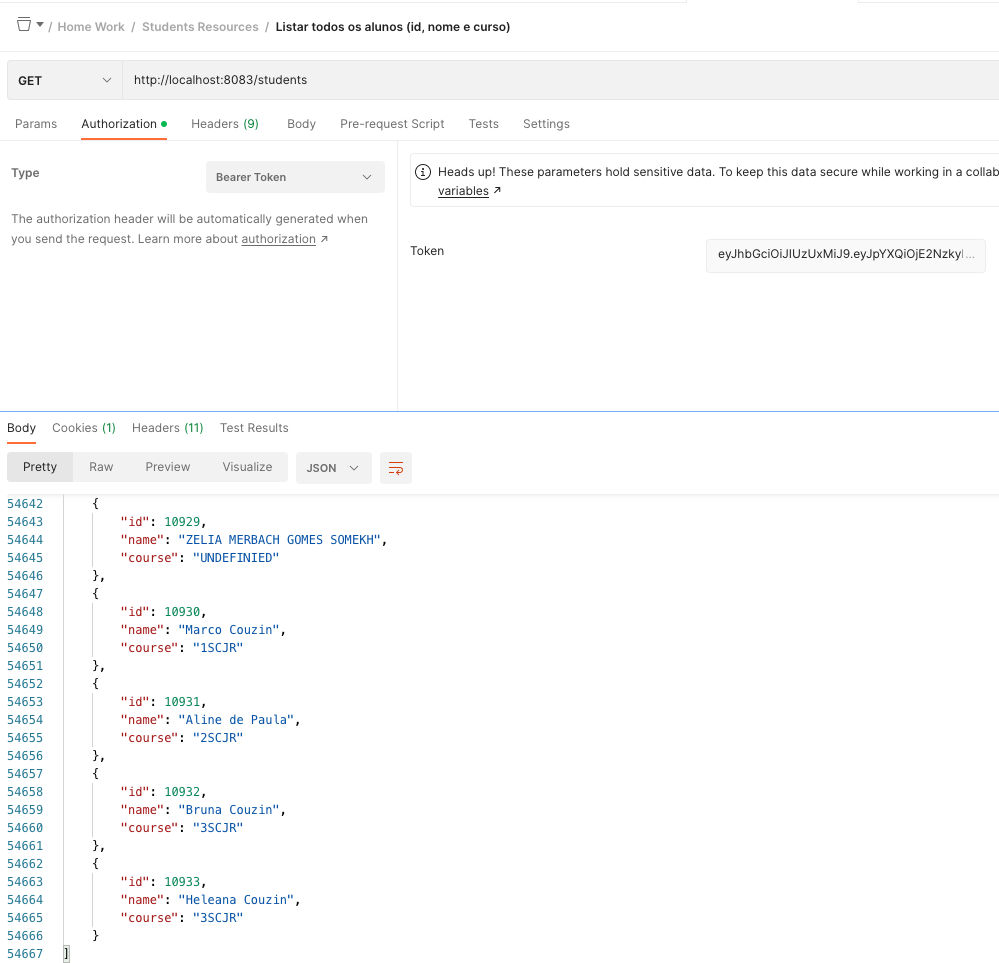 / Home Work / Students Resources / Listar todos os alunos (id, nome e curso)
GET http://localhost:8083/students
Params Authorization Headers (9) Body Pre-request Script Tests Settings
Type Bearer Token
The authorization header will be automatically generated when
you send the request. Learn more about authorization ↗
Heads up! These parameters hold sensitive data. To keep this data secure while working in a collab
variables ↗
Token eyJhbGciOiJIUzUxMiJ9.eyJpYXQiOjE2Nzky...
Body Cookies (1) Headers (11) Test Results
Pretty Raw Preview Visualize JSON
54642 {
54643 "id": 10929,
54644 "name": "ZELIA MERBACH GOMES SOMEKH",
54645 "course": "UNDEFINIED"
54646 },
54647 {
54648 "id": 10930,
54649 "name": "Marco Couzin",
54650 "course": "1SCJR"
54651 },
54652 {
54653 "id": 10931,
54654 "name": "Aline de Paula",
54655 "course": "2SCJR"
54656 },
54657 {
54658 "id": 10932,
54659 "name": "Bruna Couzin",
54660 "course": "3SCJR"
54661 },
54662 {
54663 "id": 10933,
54664 "name": "Heleana Couzin",
54665 "course": "3SCJR"
54666 }
54667 ]